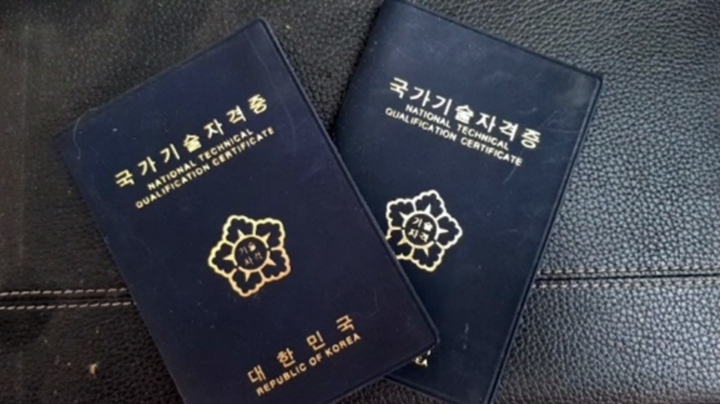 국가기술자격증
NATIONAL TECHNICAL
QUALIFICATION CERTIFICATE
기술
자격
대한민국
REPUBLIC OF KOREA
국가기술자격증
NATIONAL TECHNICAL
QUALIFICATION CERTIFICATE
기술
자격